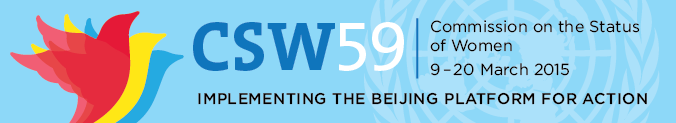 CSW59
Commission on the Status
of Women
9–20 March 2015
IMPLEMENTING THE BEIJING PLATFORM FOR ACTION